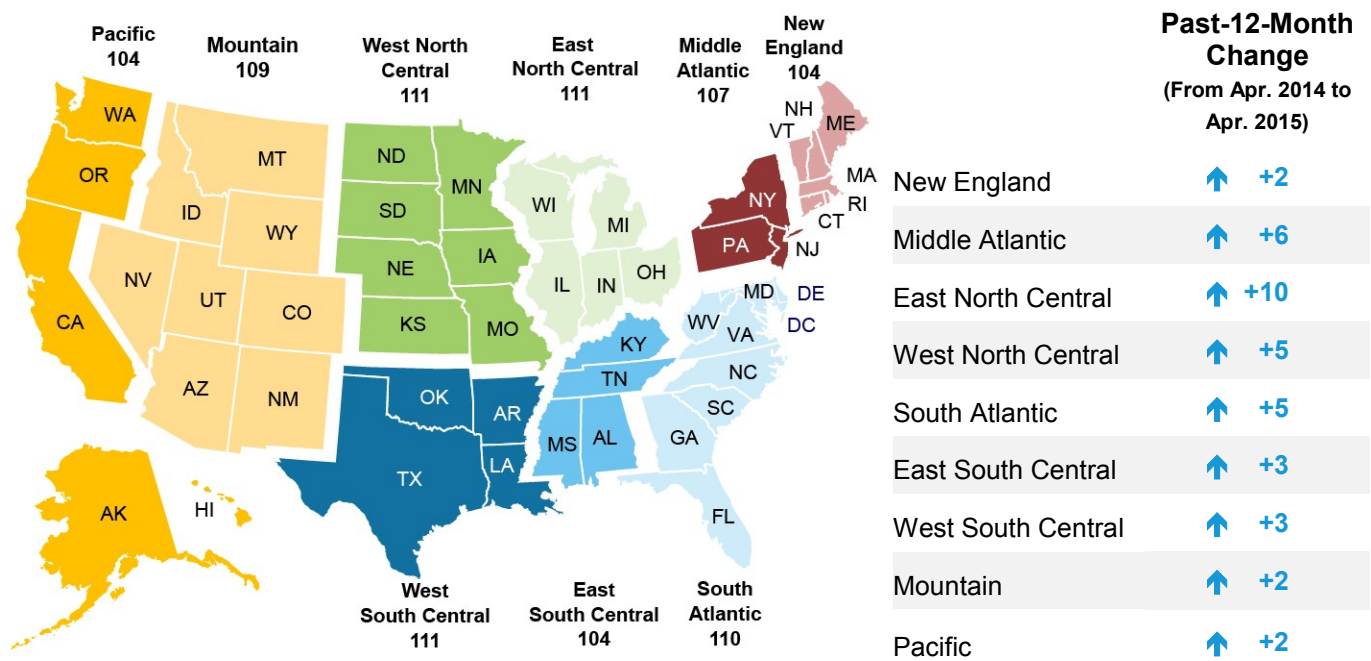 Pacific
104
Mountain
109
West North
Central
111
East
North Central
111
Middle
Atlantic
107
New
England
104
WA
OR
CA
AK
HI
MT
ID
WY
NV
UT
CO
AZ
NM
ND
SD
NE
KS
MN
IA
MO
WI
MI
IL
IN
OH
NY
PA
NJ
NH
VT
ME
MA
RI
CT
OK
AR
TX
LA
KY
TN
MS
AL
MD
DE
DC
WV
VA
NC
SC
GA
FL
West
South Central
111
East
South Central
104
South
Atlantic
110
Past-12-Month
Change
(From Apr. 2014 to
Apr. 2015)
New England +2
Middle Atlantic +6
East North Central +10
West North Central +5
South Atlantic +5
East South Central +3
West South Central +3
Mountain +2
Pacific +2